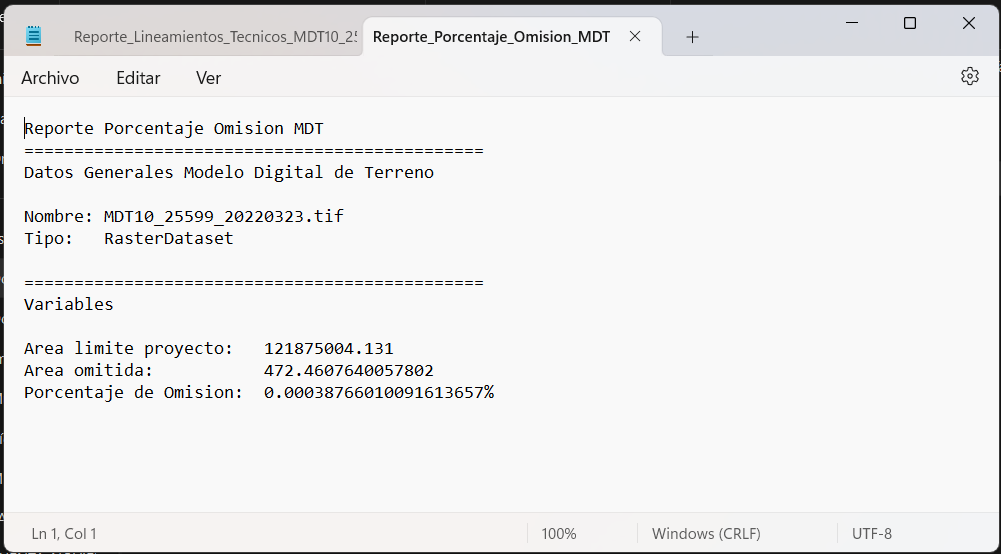 Reporte_Lineamientos_Tecnicos_MDT10_25
Reporte_Porcentaje_Omision_MDT
Archivo Editar Ver
Reporte Porcentaje Omision MDT
==============================================
Datos Generales Modelo Digital de Terreno
Nombre: MDT10_25599_20220323.tif
Tipo: RasterDataset
==============================================
Variables
Area limite proyecto: 121875004.131
Area omitida: 472.4607640057802
Porcentaje de Omision: 0.00038766010091613657%
Ln 1, Col 1 100% Windows (CRLF) UTF-8